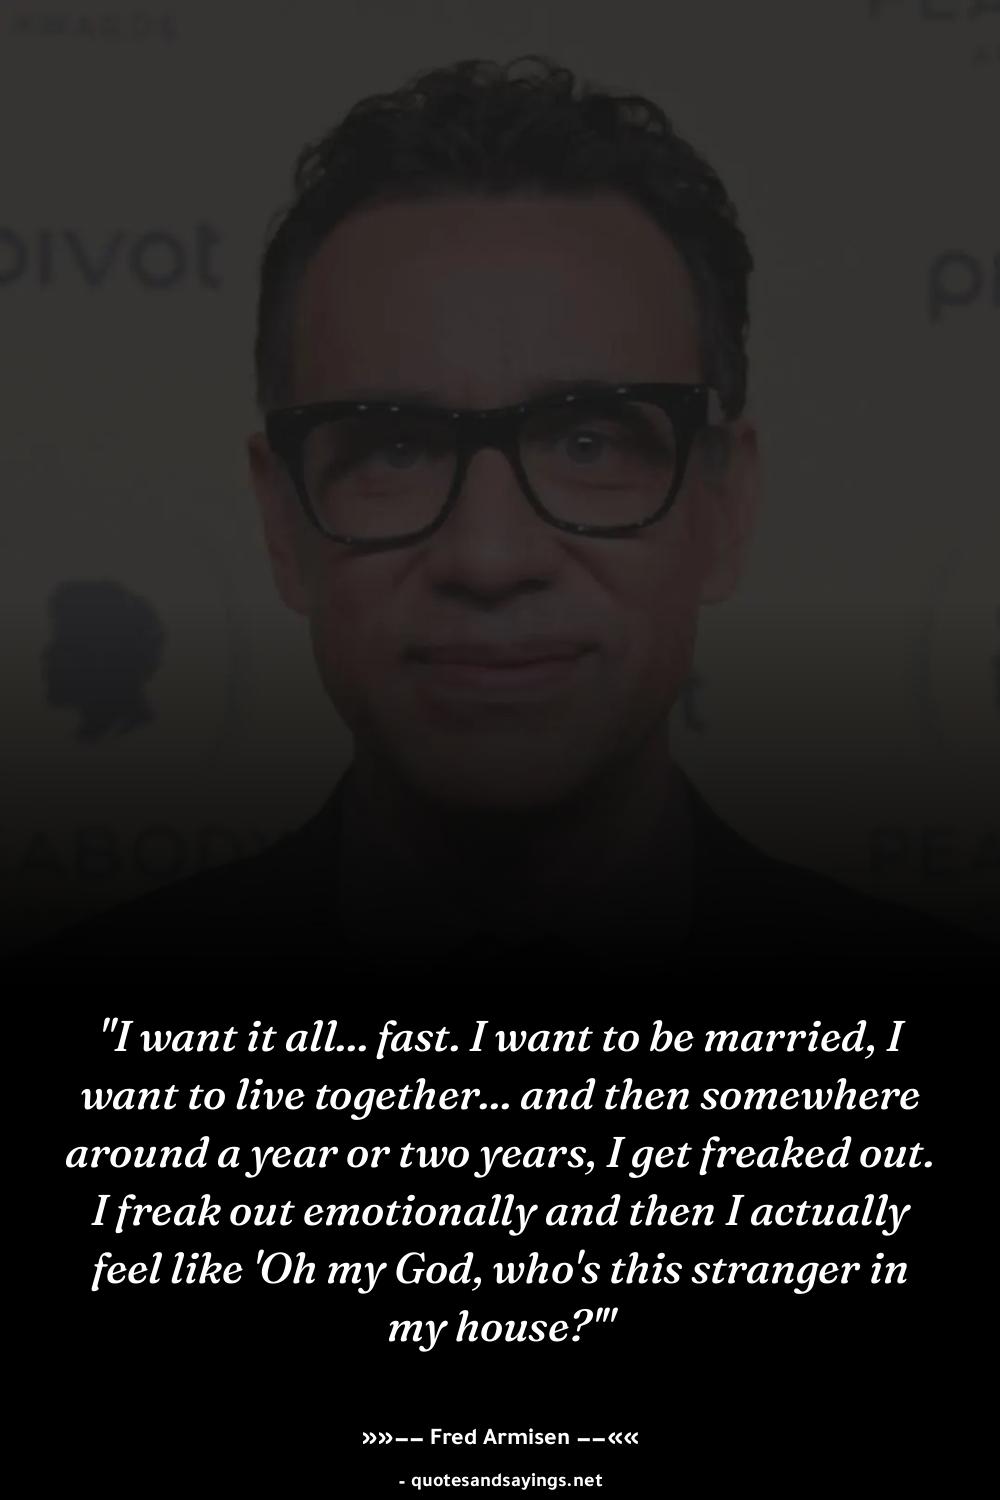 AWARDS
pivot
"I want it all... fast. I want to be married, I
want to live together... and then somewhere
around a year or two years, I get freaked out.
I freak out emotionally and then I actually
feel like 'Oh my God, who's this stranger in
my house?'"
»»−− Fred Armisen −−««
- quotesandsayings.net